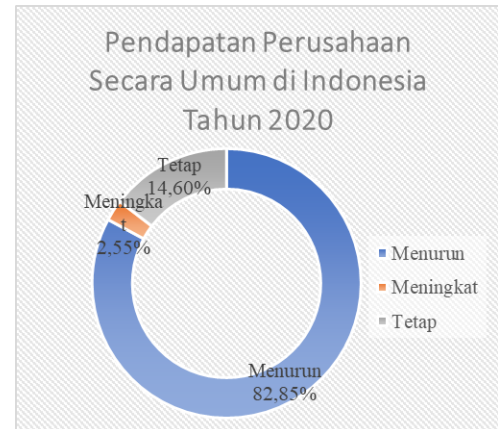 Pendapatan Perusahaan
Secara Umum di Indonesia
Tahun 2020
Tetap
14,60%
Meningka
t
2,55%
Menurun
Meningkat
Tetap
Menurun
82,85%